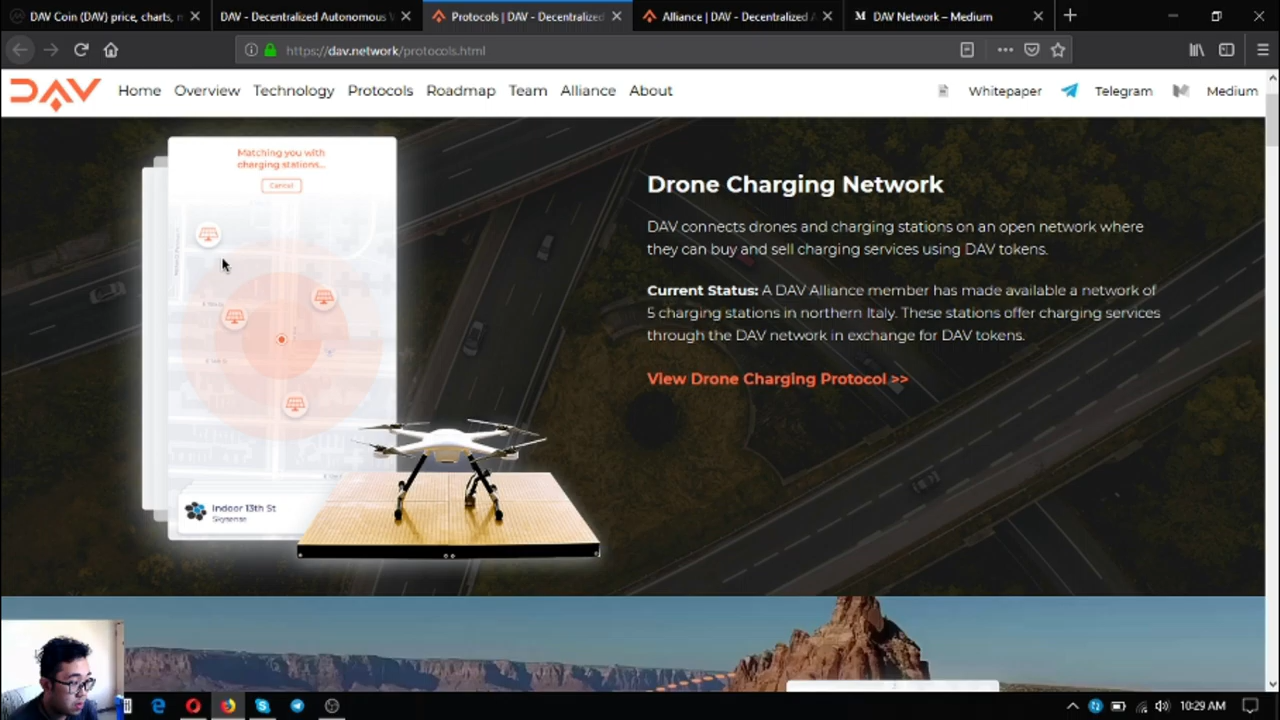 DAV Coin (DAV) price, charts, n
DAV - Decentralized Autonomous V
Protocols | DAV - Decentralized
Alliance | DAV - Decentralized A
DAV Network – Medium
https://dav.network/protocols.html
DAV Home Overview Technology Protocols Roadmap Team Alliance About Whitepaper Telegram Medium
Matching you with
charging stations...
Cancel
Drone Charging Network
DAV connects drones and charging stations on an open network where
they can buy and sell charging services using DAV tokens.
Current Status: A DAV Alliance member has made available a network of
5 charging stations in northern Italy. These stations offer charging services
through the DAV network in exchange for DAV tokens.
View Drone Charging Protocol >>
Indoor 13th St
Skysense
10:29 AM